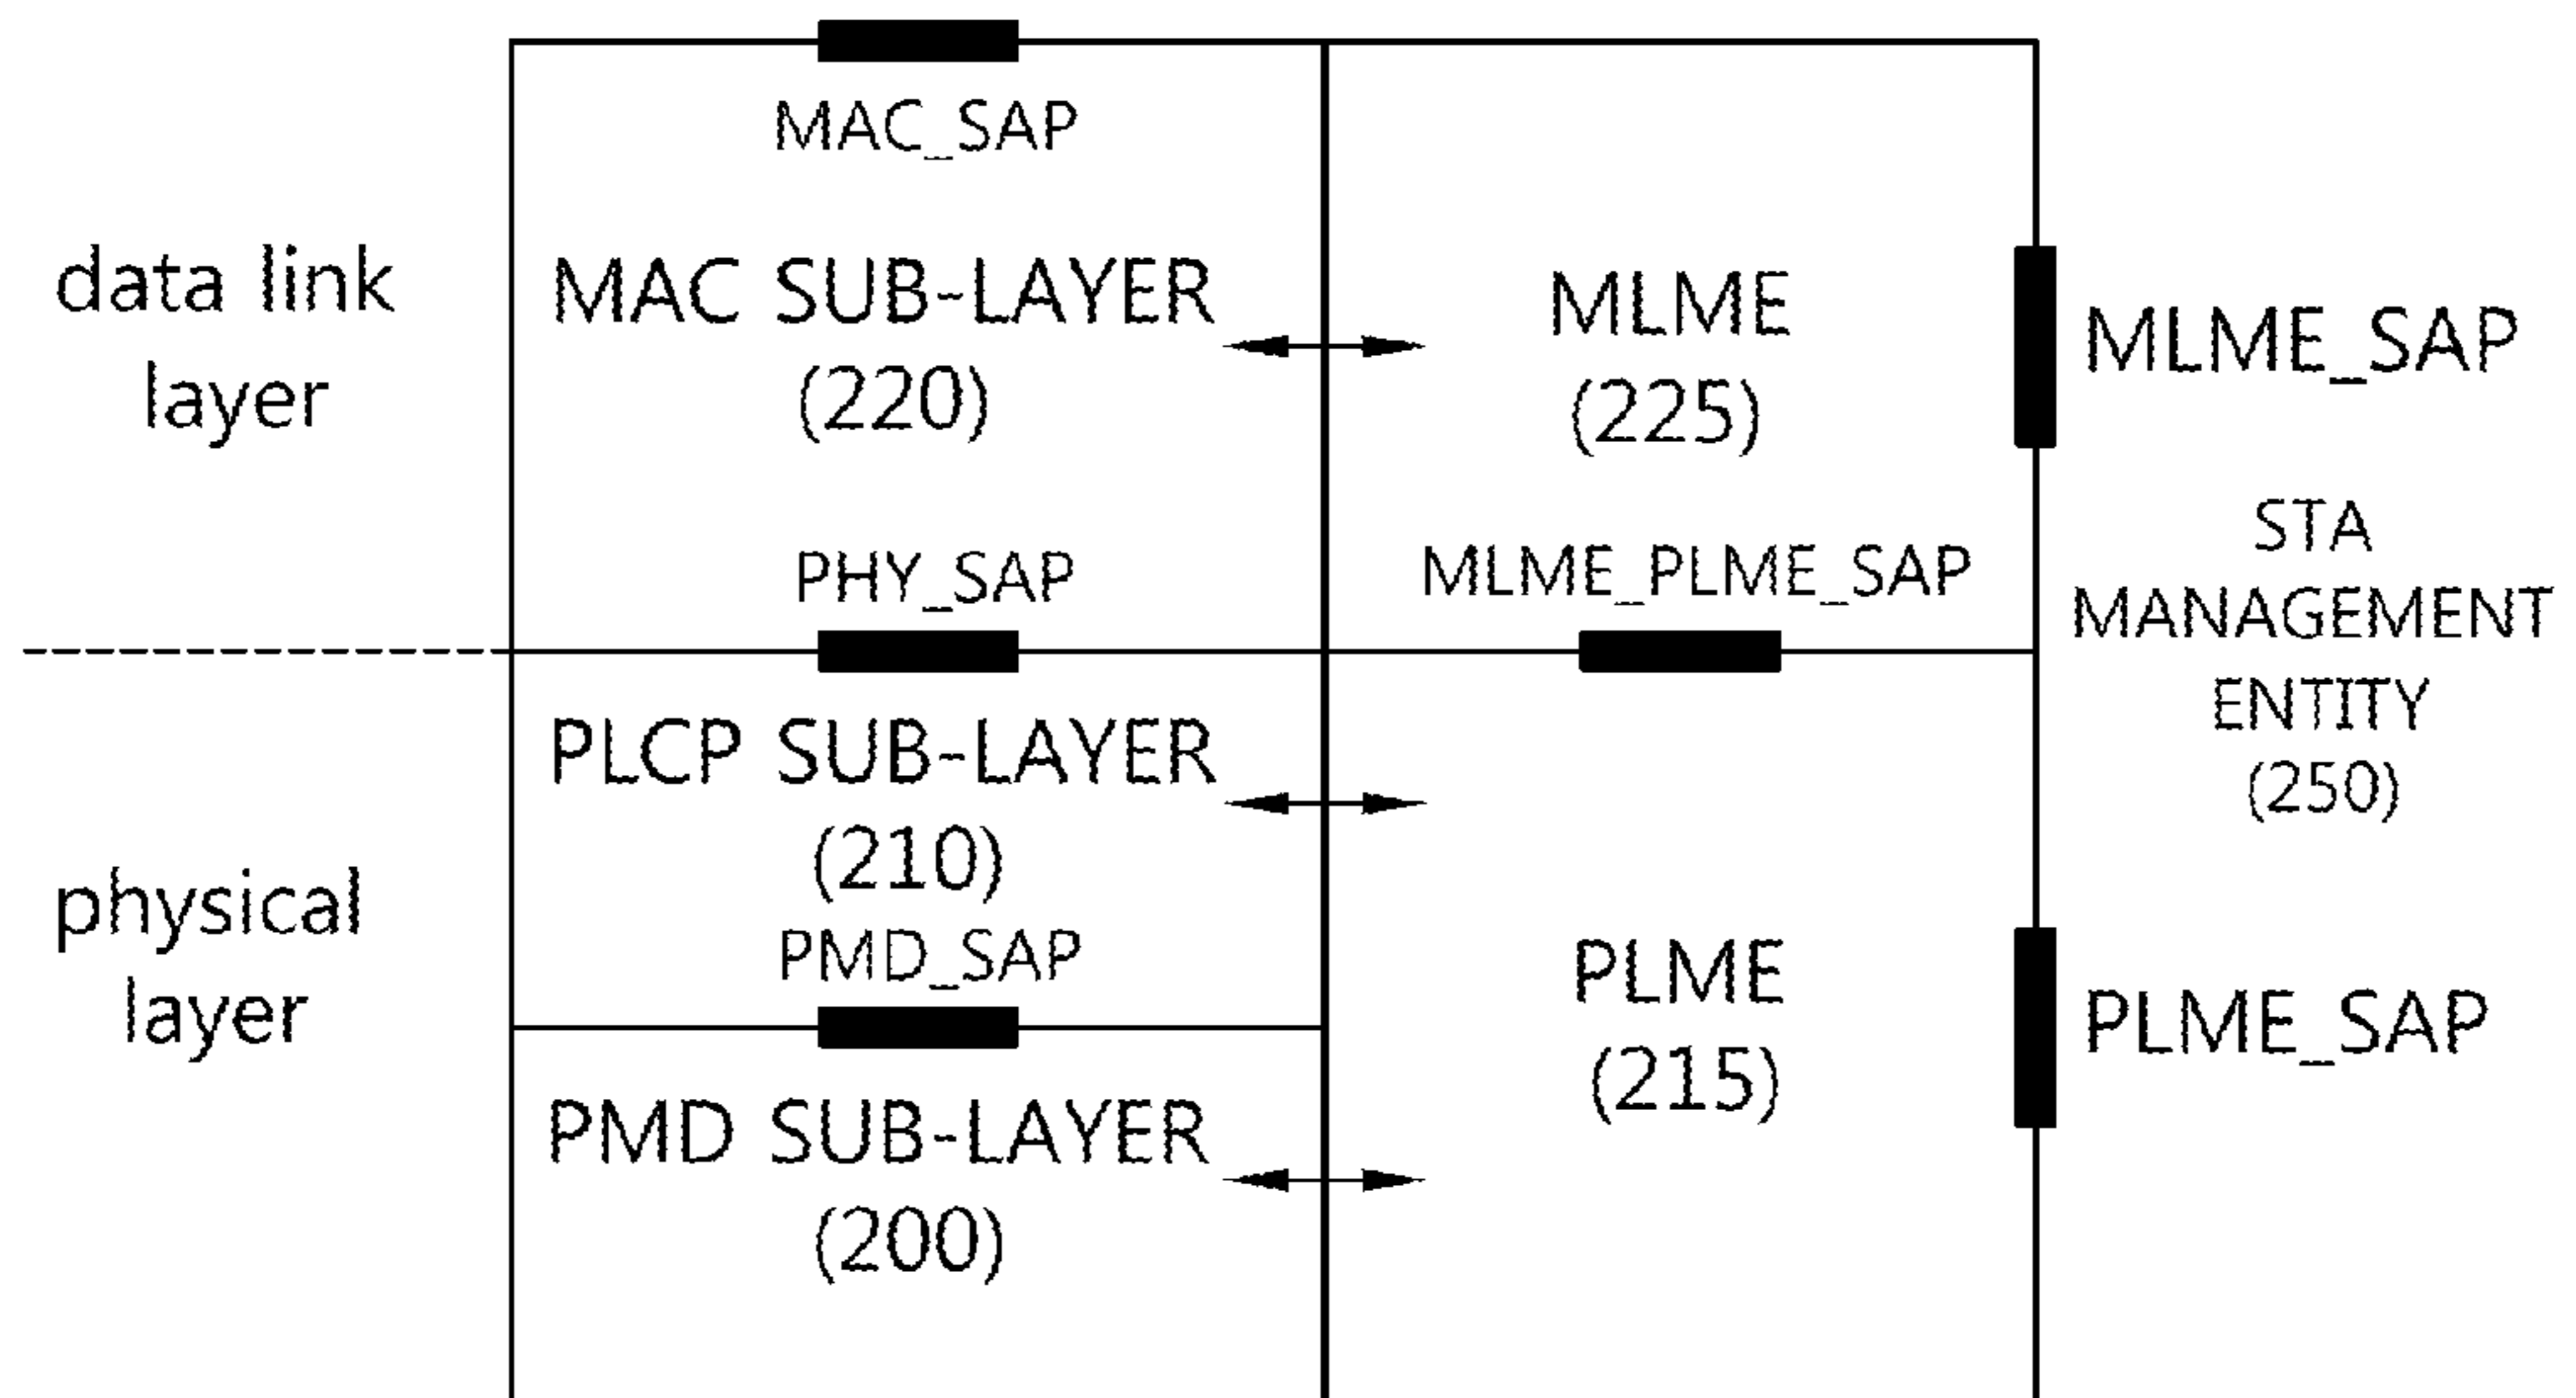 MAC_SAP
data link
layer
MAC SUB-LAYER
(220)
MLME
(225)
MLME_SAP
PHY_SAP
MLME_PLME_SAP
STA
MANAGEMENT
ENTITY
(250)
physical
layer
PLCP SUB-LAYER
(210)
PMD_SAP
PLME
(215)
PLME_SAP
PMD SUB-LAYER
(200)